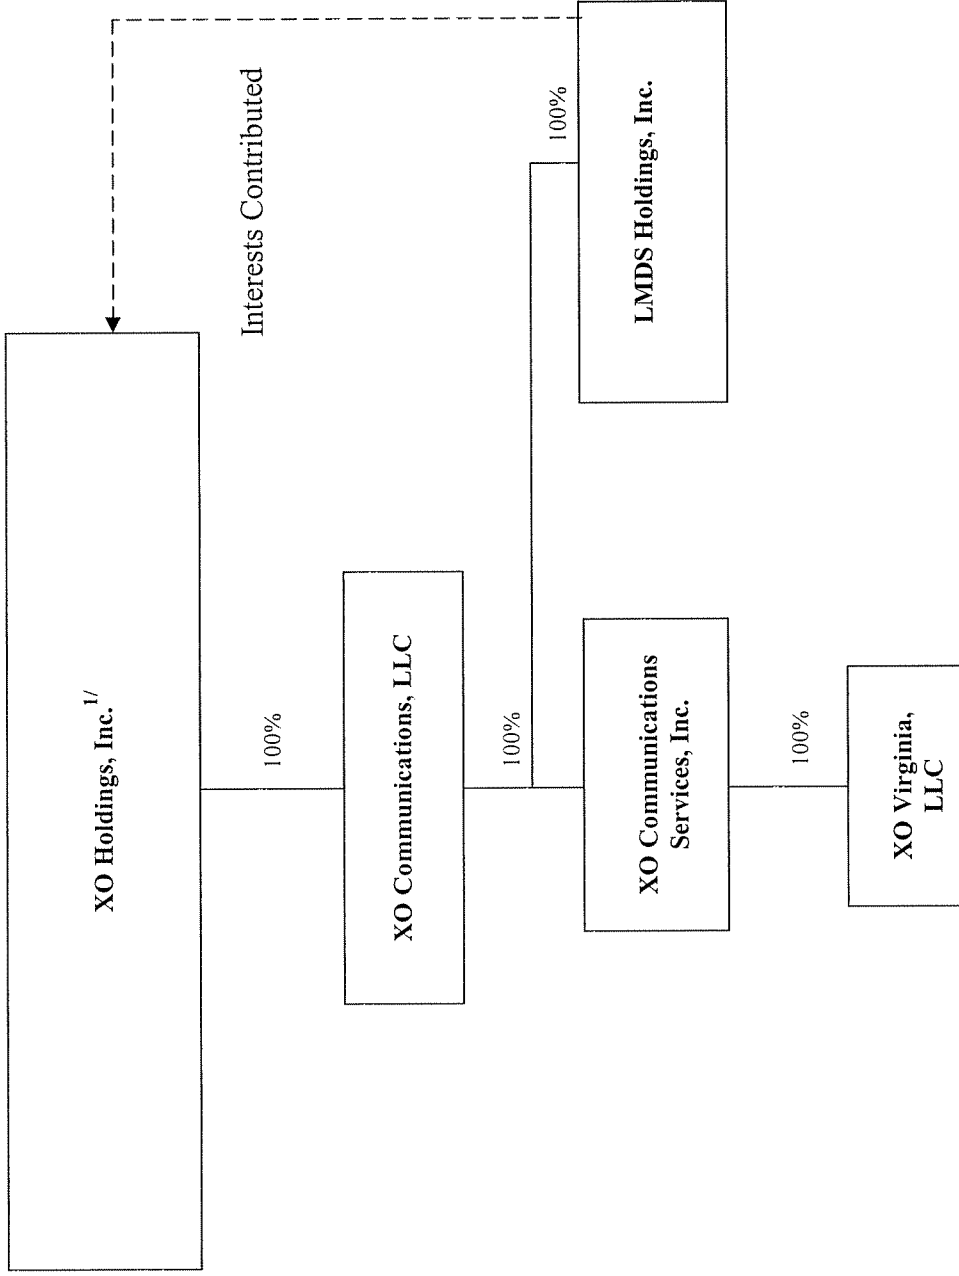 XO Holdings, Inc. 1/
100%
Interests Contributed
XO Communications, LLC
100%
100%
XO Communications
Services, Inc.
LMDS Holdings, Inc.
100%
XO Virginia,
LLC